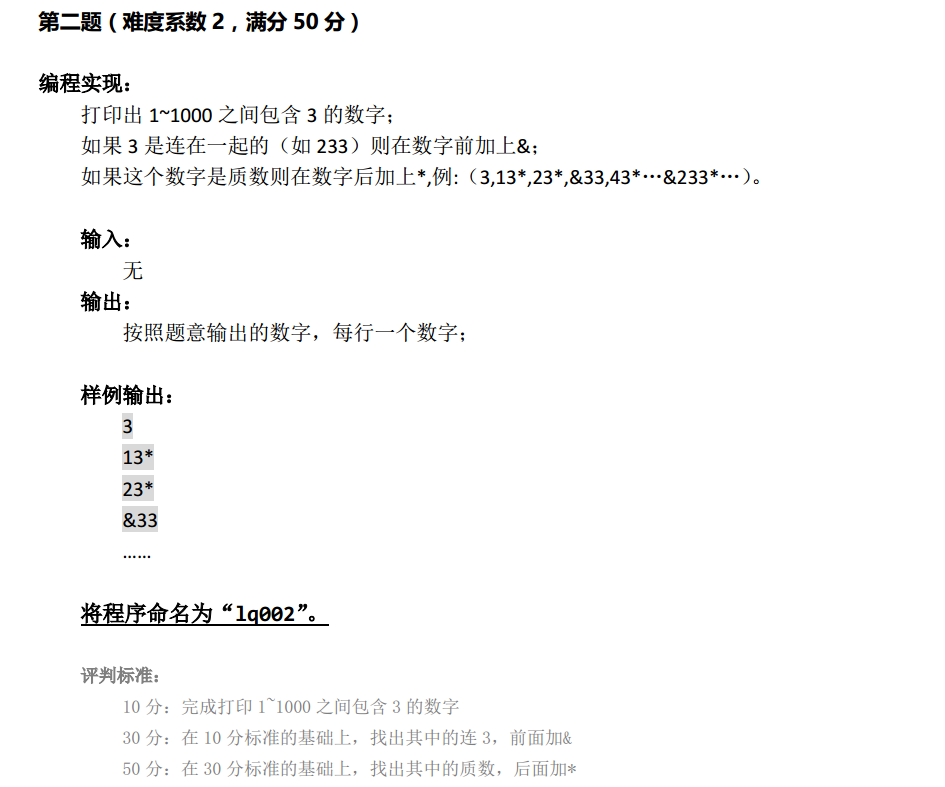 第二题（难度系数 2，满分 50 分）
编程实现：
打印出 1~1000 之间包含 3 的数字；
如果 3 是连在一起的（如 233）则在数字前加上&；
如果这个数字是质数则在数字后加上*,例:（3,13*,23*,&33,43*…&233*…）。
输入：
无
输出：
按照题意输出的数字，每行一个数字；
样例输出：
3
13*
23*
&33
……
将程序命名为“lq002”。
评判标准：
10 分：完成打印 1~1000 之间包含 3 的数字
30 分：在 10 分标准的基础上，找出其中的连 3，前面加&
50 分：在 30 分标准的基础上，找出其中的质数，后面加*